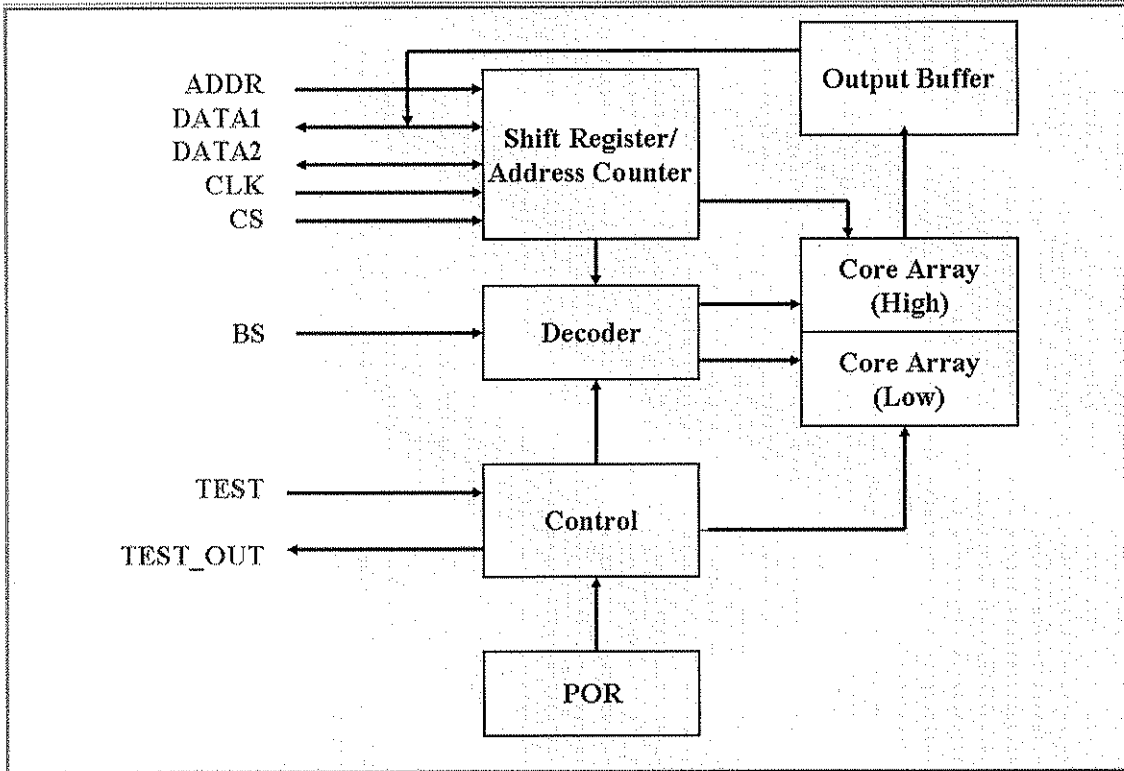 ADDR
DATA1
DATA2
CLK
CS
BS
TEST
TEST_OUT
Shift Register/
Address Counter
Decoder
Control
POR
Output Buffer
Core Array
(High)
Core Array
(Low)